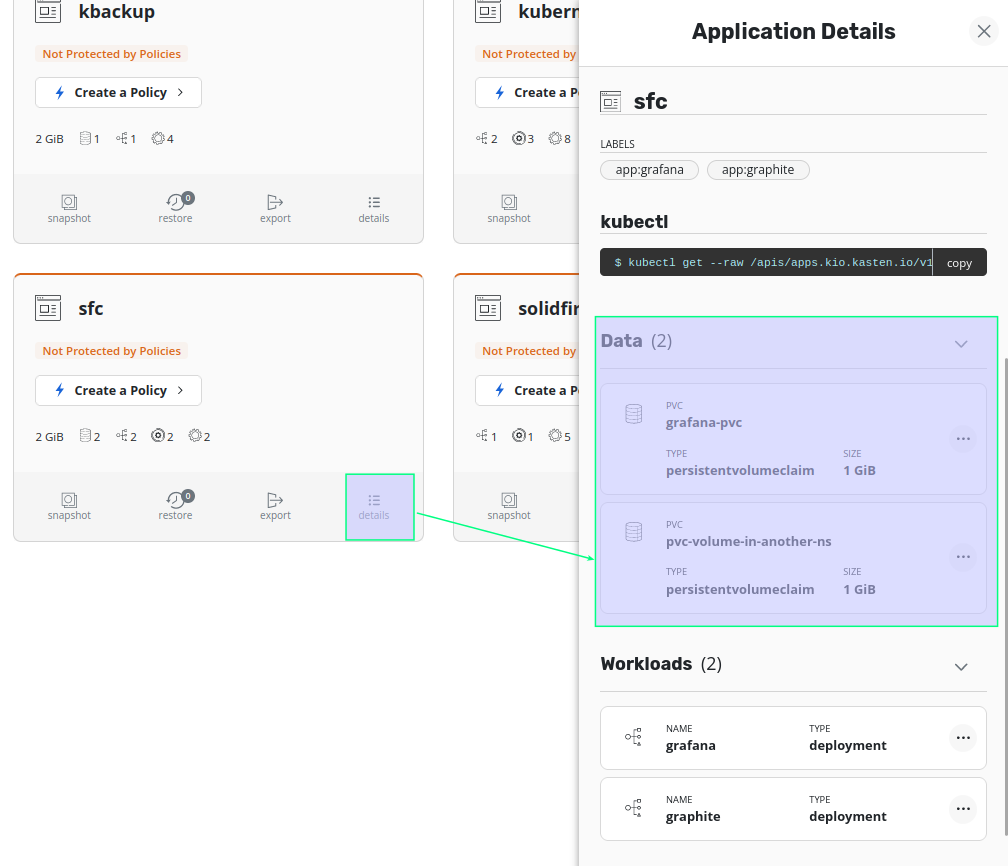 kbackup
Not Protected by Policies
Create a Policy
2 GiB 1 1 4
snapshot 0 restore export details
kubern
Not Protected by
Create a P
2 3 8
snapshot
sfc
Not Protected by Policies
Create a Policy
2 GiB 2 2 2 2
snapshot 0 restore export details
solidfir
Not Protected by
Create a P
1 1 5
snapshot
Application Details
sfc
LABELS
app:grafana app:graphite
kubectl
$ kubectl get --raw /apis/apps.kio.kasten.io/v1 copy
Data (2)
PVC
grafana-pvc
TYPE SIZE
persistentvolumeclaim 1 GiB
PVC
pvc-volume-in-another-ns
TYPE SIZE
persistentvolumeclaim 1 GiB
Workloads (2)
NAME TYPE
grafana deployment
NAME TYPE
graphite deployment